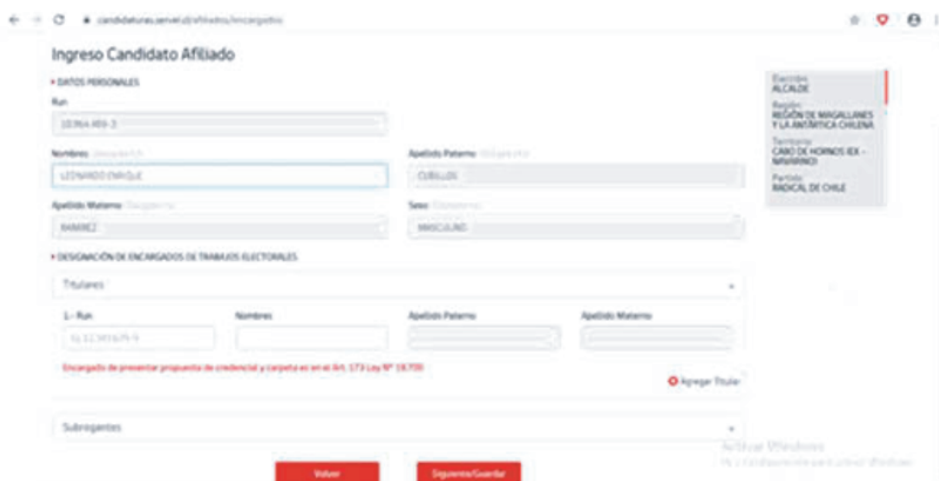 candidaturas.servel.cl/afiliados/encargados
Ingreso Candidato Afiliado
DATOS PERSONALES
Run
Nombres
LEONARDO ENRIQUE
Apellido Paterno
CUBILLOS
Apellido Materno
RAMIREZ
Sexo
MASCULINO
DESIGNACIÓN DE ENCARGADOS DE TRABAJOS ELECTORALES
Titulares
1.- Run
Nombres
Apellido Paterno
Apellido Materno
Encargado de presentar propuesta de credencial y carpeta es en el Art. 173 Ley N° 18.700
Agregar Titular
Subrogantes
Volver
Siguiente/Guardar
Elección:
ALCALDE
Región:
REGIÓN DE MAGALLANES
Y LA ANTÁRTICA CHILENA
Territorio:
CABO DE HORNOS (EX -
NAVARINO)
Partido:
RADICAL DE CHILE
Activar Windows